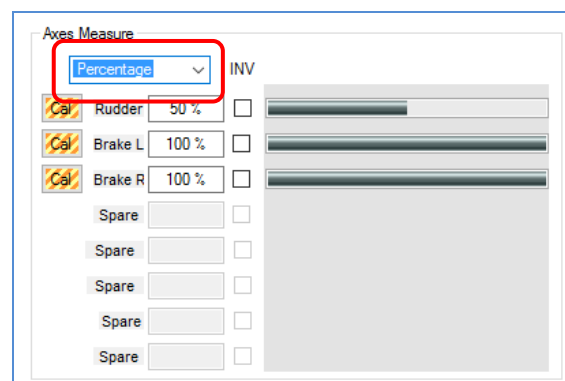 Axes Measure
Percentage INV
Cal Rudder 50 %
Cal Brake L 100 %
Cal Brake R 100 %
Spare
Spare
Spare
Spare
Spare